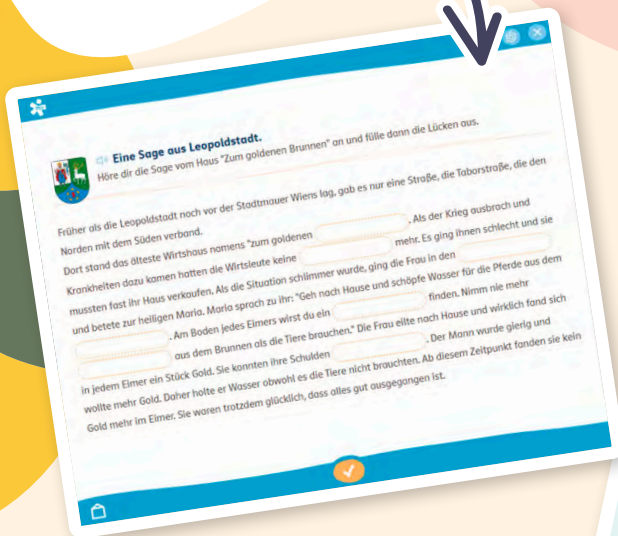 Eine Sage aus Leopoldstadt.
Höre dir die Sage vom Haus "Zum goldenen Brunnen" an und fülle dann die Lücken aus.
Früher als die Leopoldstadt noch vor der Stadtmauer Wiens lag, gab es nur eine Straße, die Taborstraße, die den
Norden mit dem Süden verband.
Dort stand das älteste Wirtshaus namens "zum goldenen . Als der Krieg ausbrach und
Krankheiten dazu kamen hatten die Wirtsleute keine mehr. Es ging ihnen schlecht und sie
mussten fast ihr Haus verkaufen. Als die Situation schlimmer wurde, ging die Frau in den
und betete zur heiligen Maria. Maria sprach zu ihr: "Geh nach Hause und schöpfe Wasser für die Pferde aus dem
. Am Boden jedes Eimers wirst du ein finden. Nimm nie mehr
aus dem Brunnen als die Tiere brauchen." Die Frau eilte nach Hause und wirklich fand sich
in jedem Eimer ein Stück Gold. Sie konnten ihre Schulden . Der Mann wurde gierig und
wollte mehr Gold. Daher holte er Wasser obwohl es die Tiere nicht brauchten. Ab diesem Zeitpunkt fanden sie kein
Gold mehr im Eimer. Sie waren trotzdem glücklich, dass alles gut ausgegangen ist.